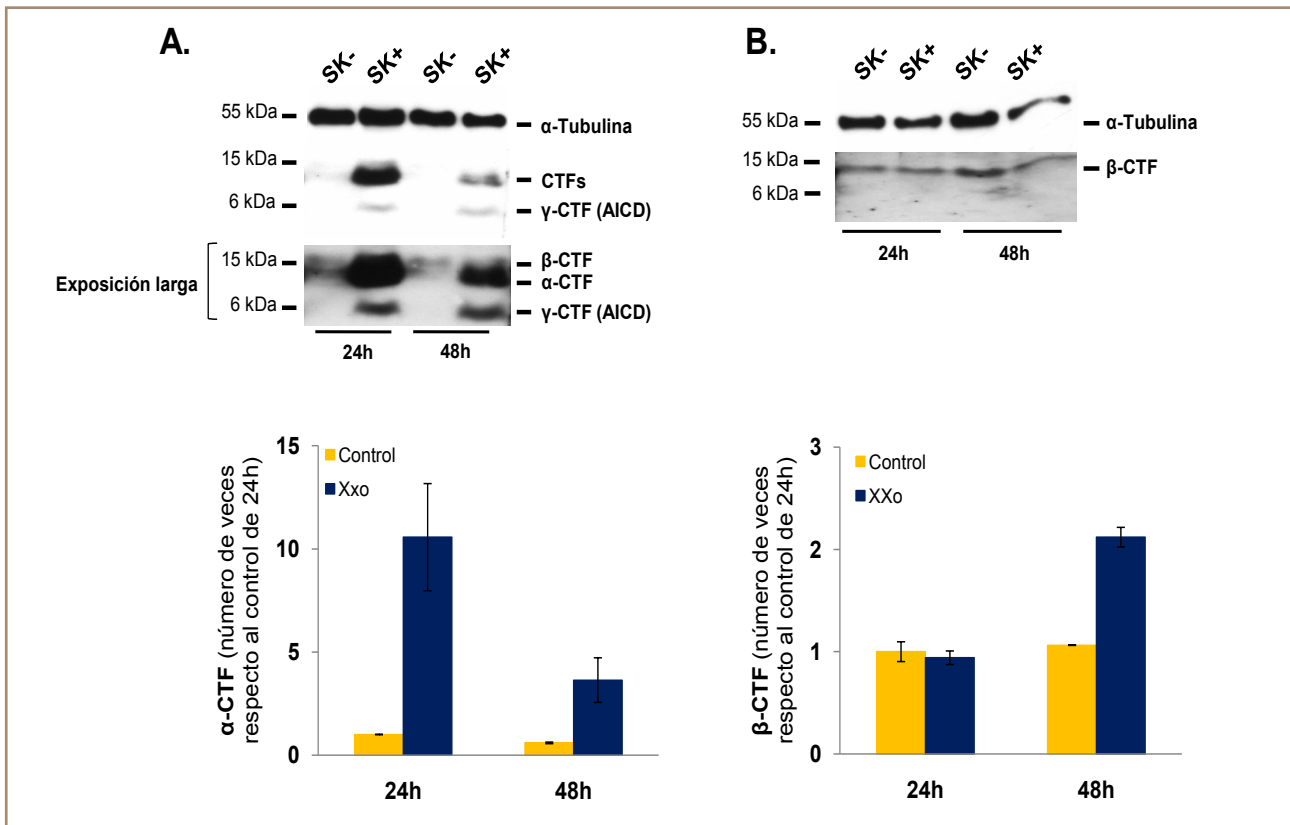 A.
SK- SK+ SK- SK+
55 kDa
α-Tubulina
15 kDa
CTFs
6 kDa
γ-CTF (AICD)
Exposición larga
15 kDa
β-CTF
α-CTF
6 kDa
γ-CTF (AICD)
24h 48h
B.
SK- SK+ SK- SK+
55 kDa
α-Tubulina
15 kDa
β-CTF
6 kDa
24h 48h
α-CTF (número de veces
respecto al control de 24h)
15
10
5
0
Control
Xxo
24h 48h
β-CTF (número de veces
respecto al control de 24h)
3
2
1
0
Control
XXo
24h 48h